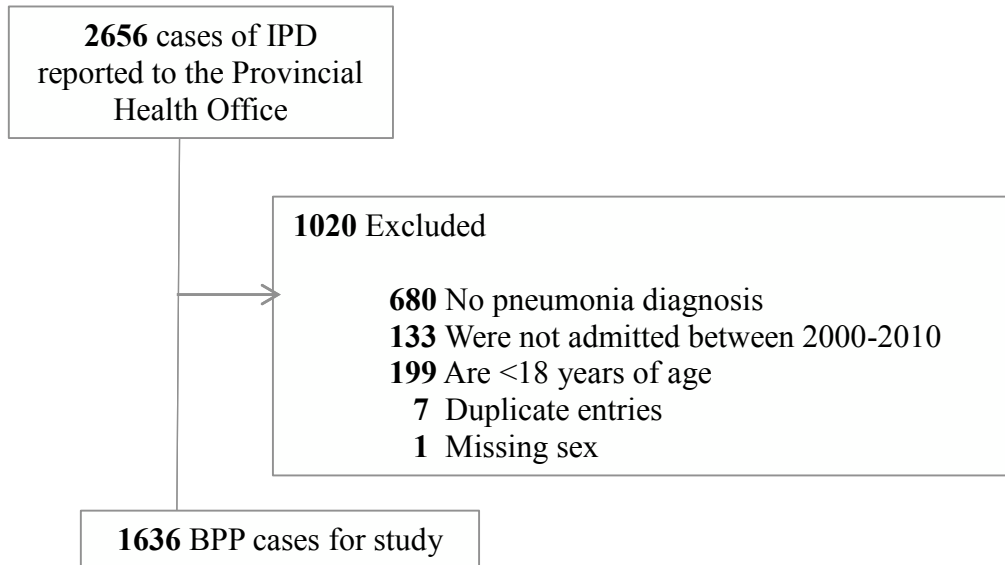 2656 cases of IPD
reported to the Provincial
Health Office
1020 Excluded
680 No pneumonia diagnosis
133 Were not admitted between 2000-2010
199 Are <18 years of age
7 Duplicate entries
1 Missing sex
1636 BPP cases for study